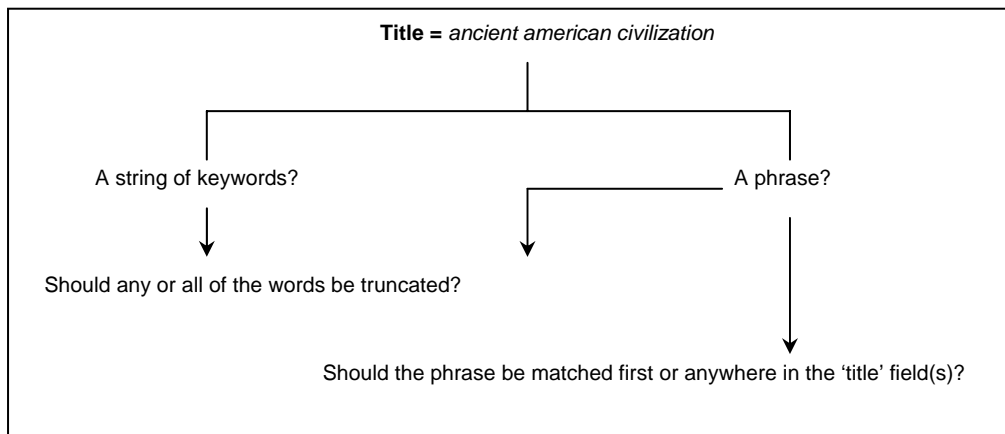 Title = ancient american civilization
A string of keywords?
A phrase?
Should any or all of the words be truncated?
Should the phrase be matched first or anywhere in the ‘title’ field(s)?